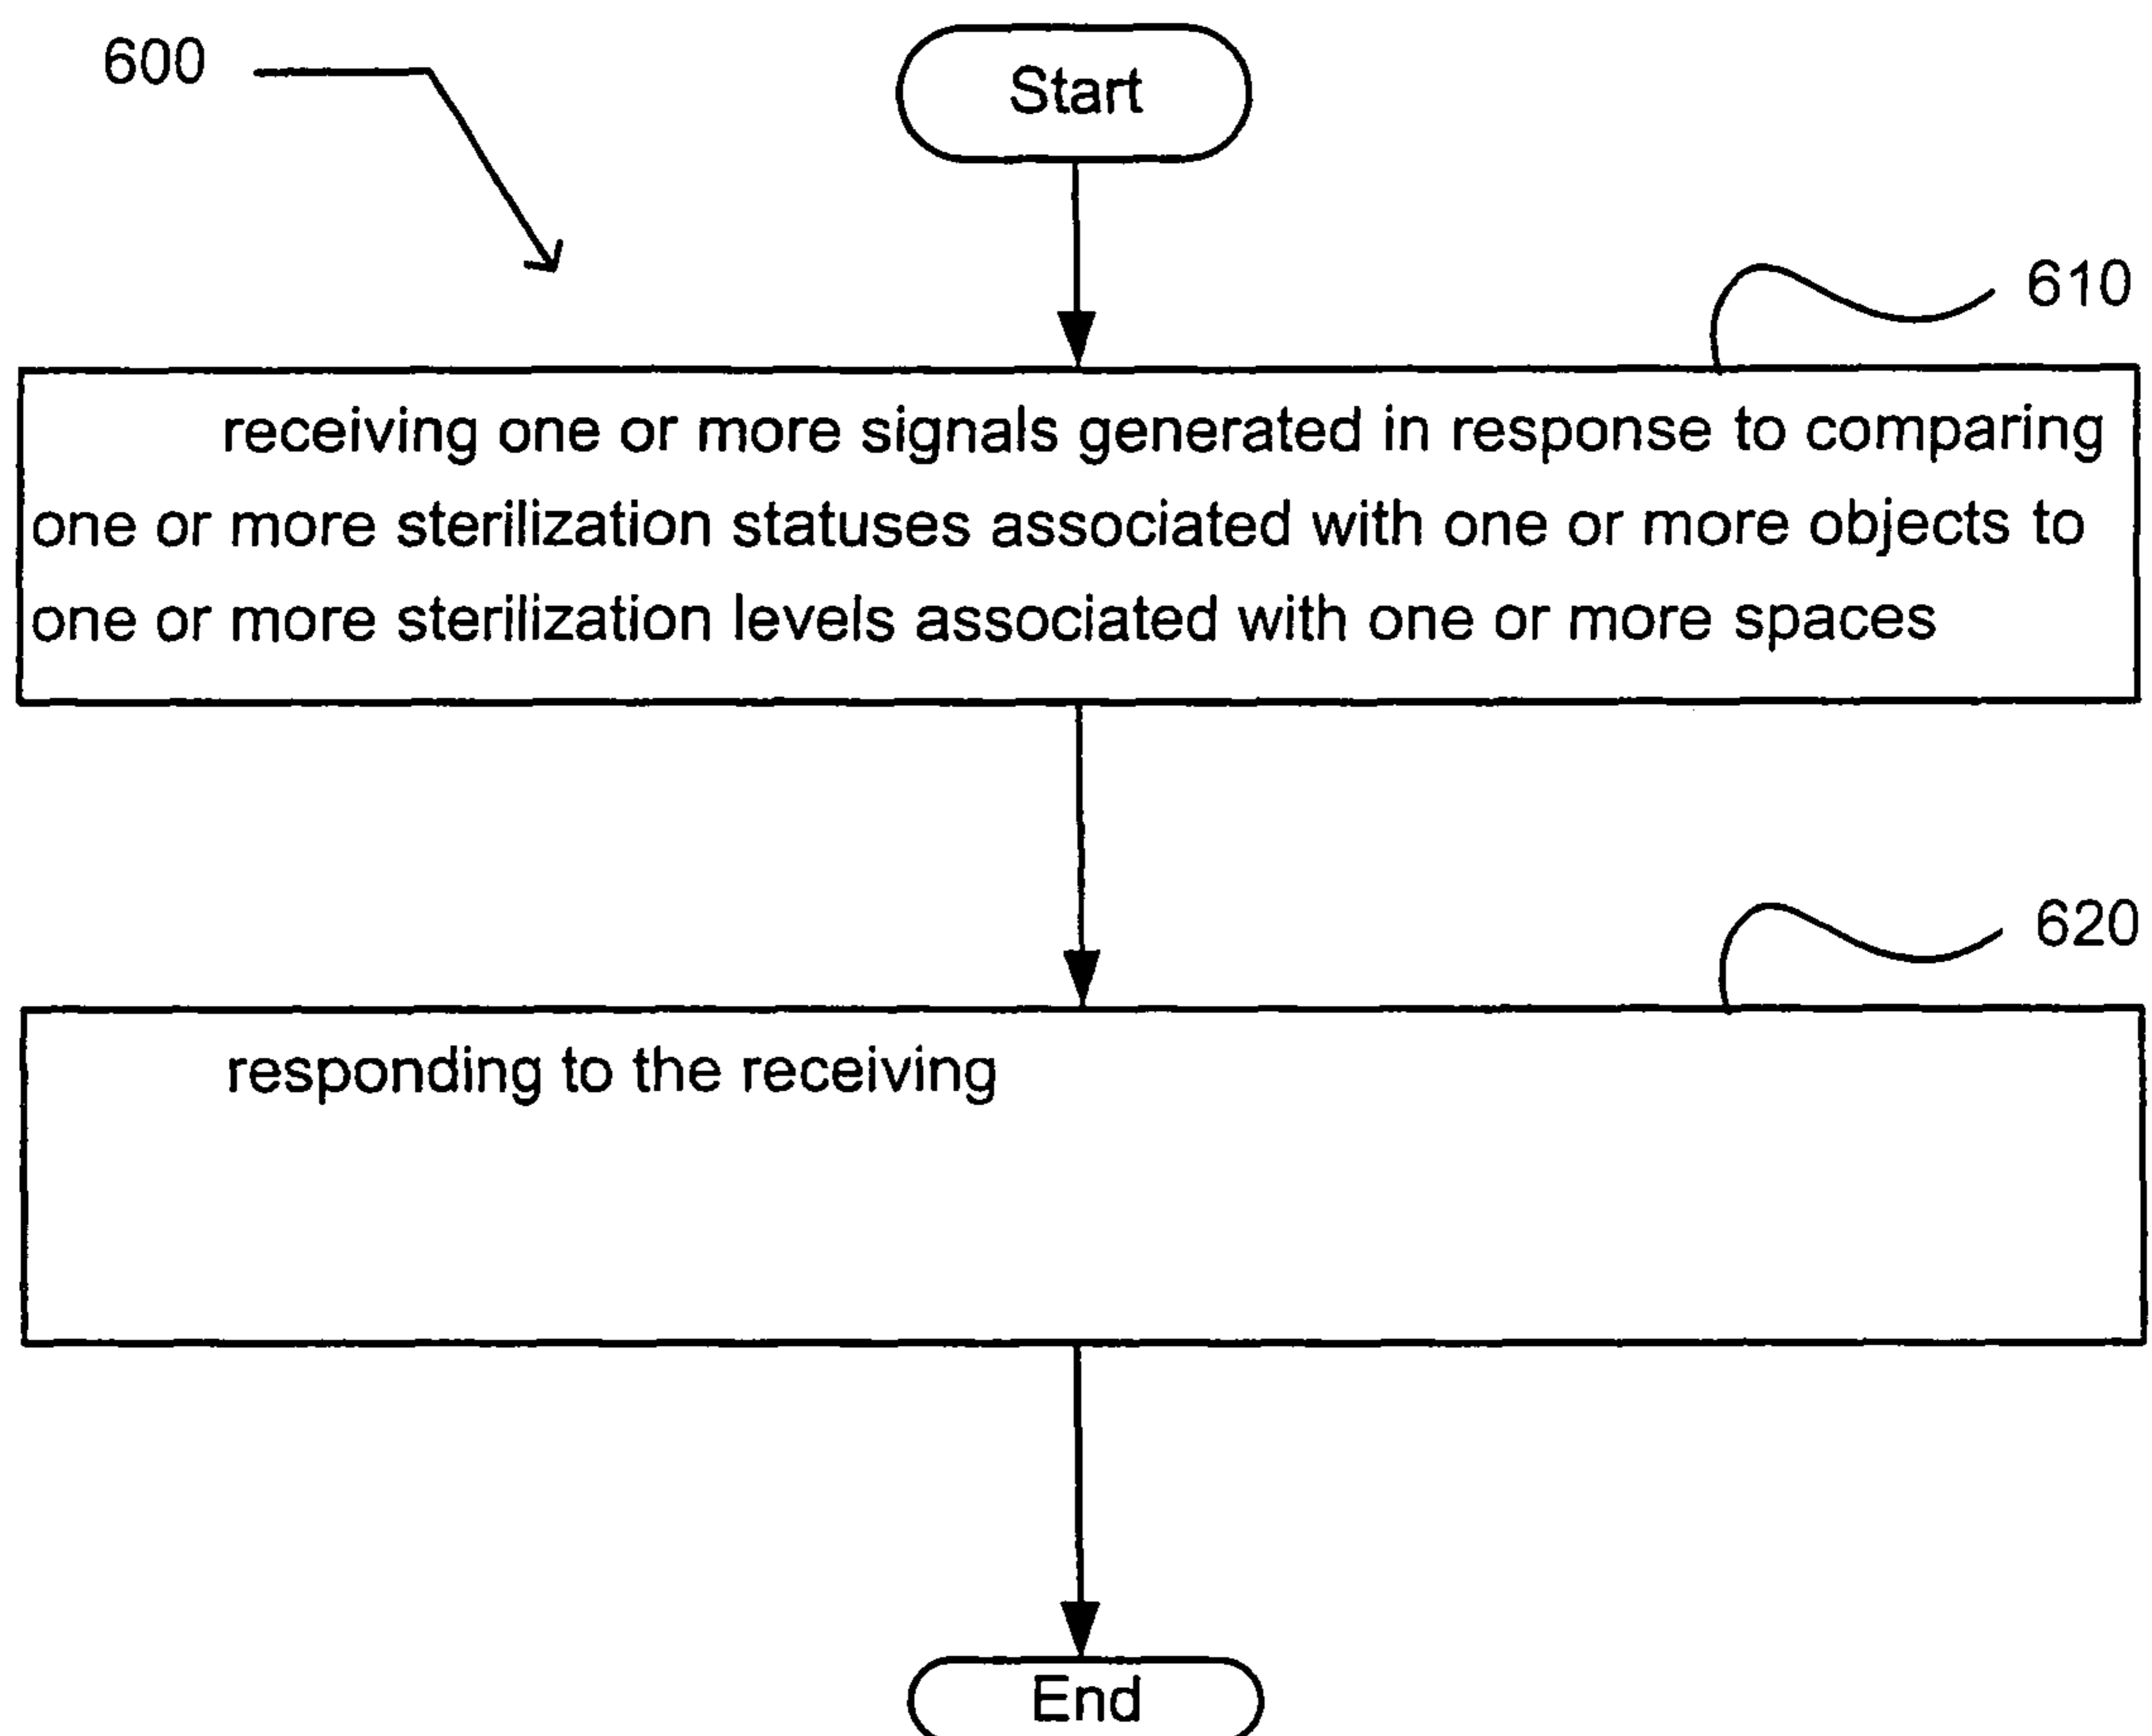 600
Start
610
receiving one or more signals generated in response to comparing
one or more sterilization statuses associated with one or more objects to
one or more sterilization levels associated with one or more spaces
620
responding to the receiving
End